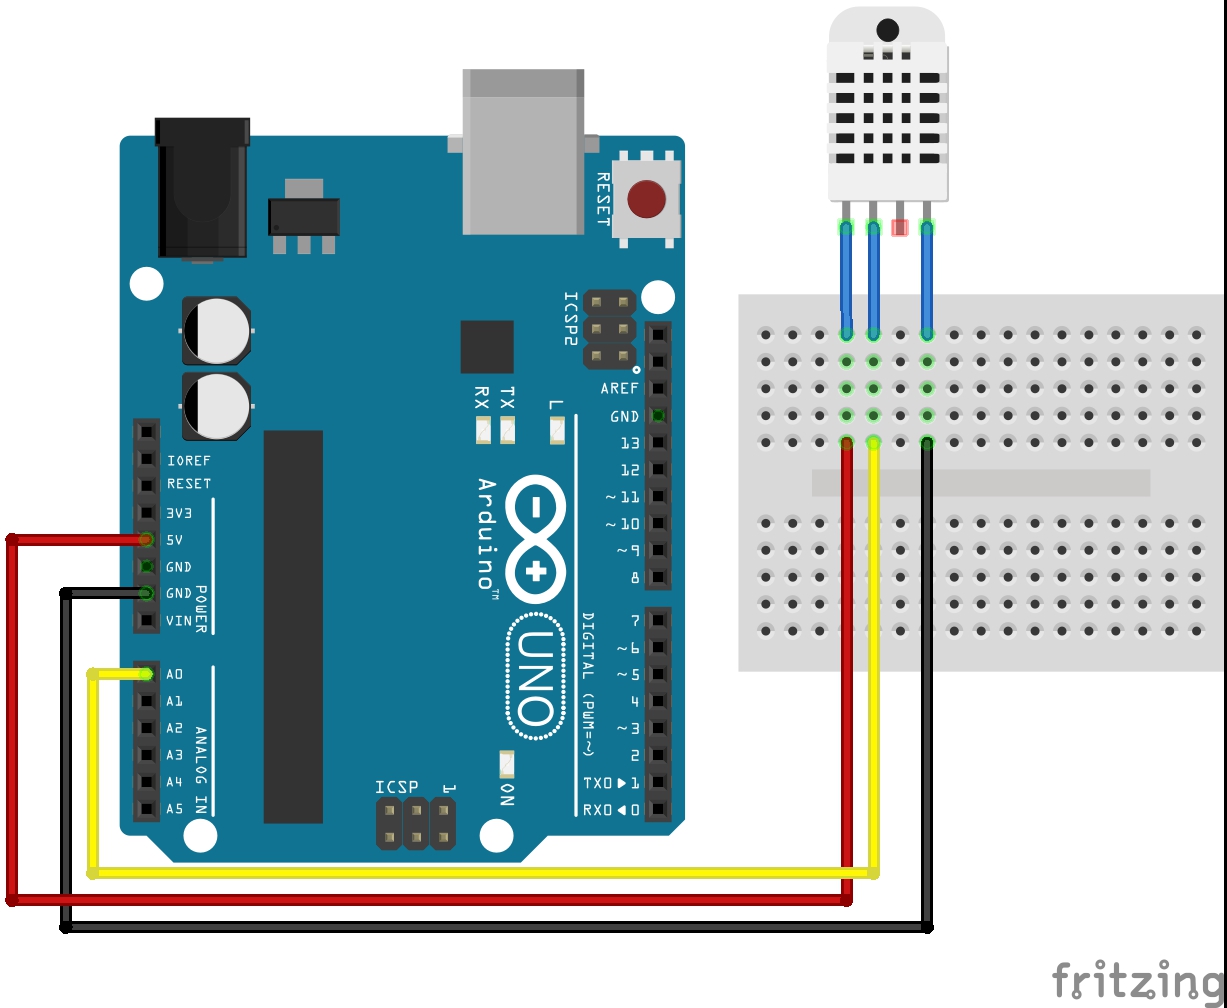 RESET
ICSP2
AREF
GND
13
12
~11
~10
~9
8
7
~6
~5
4
~3
2
TX0▶1
RX0◀0
RX
TX
L
IOREF
RESET
3V3
5V
GND
GND
VIN
POWER
A0
A1
A2
A3
A4
A5
ANALOG IN
Arduino™
UNO
DIGITAL (PWM=~)
ICSP
1
ON
fritzing